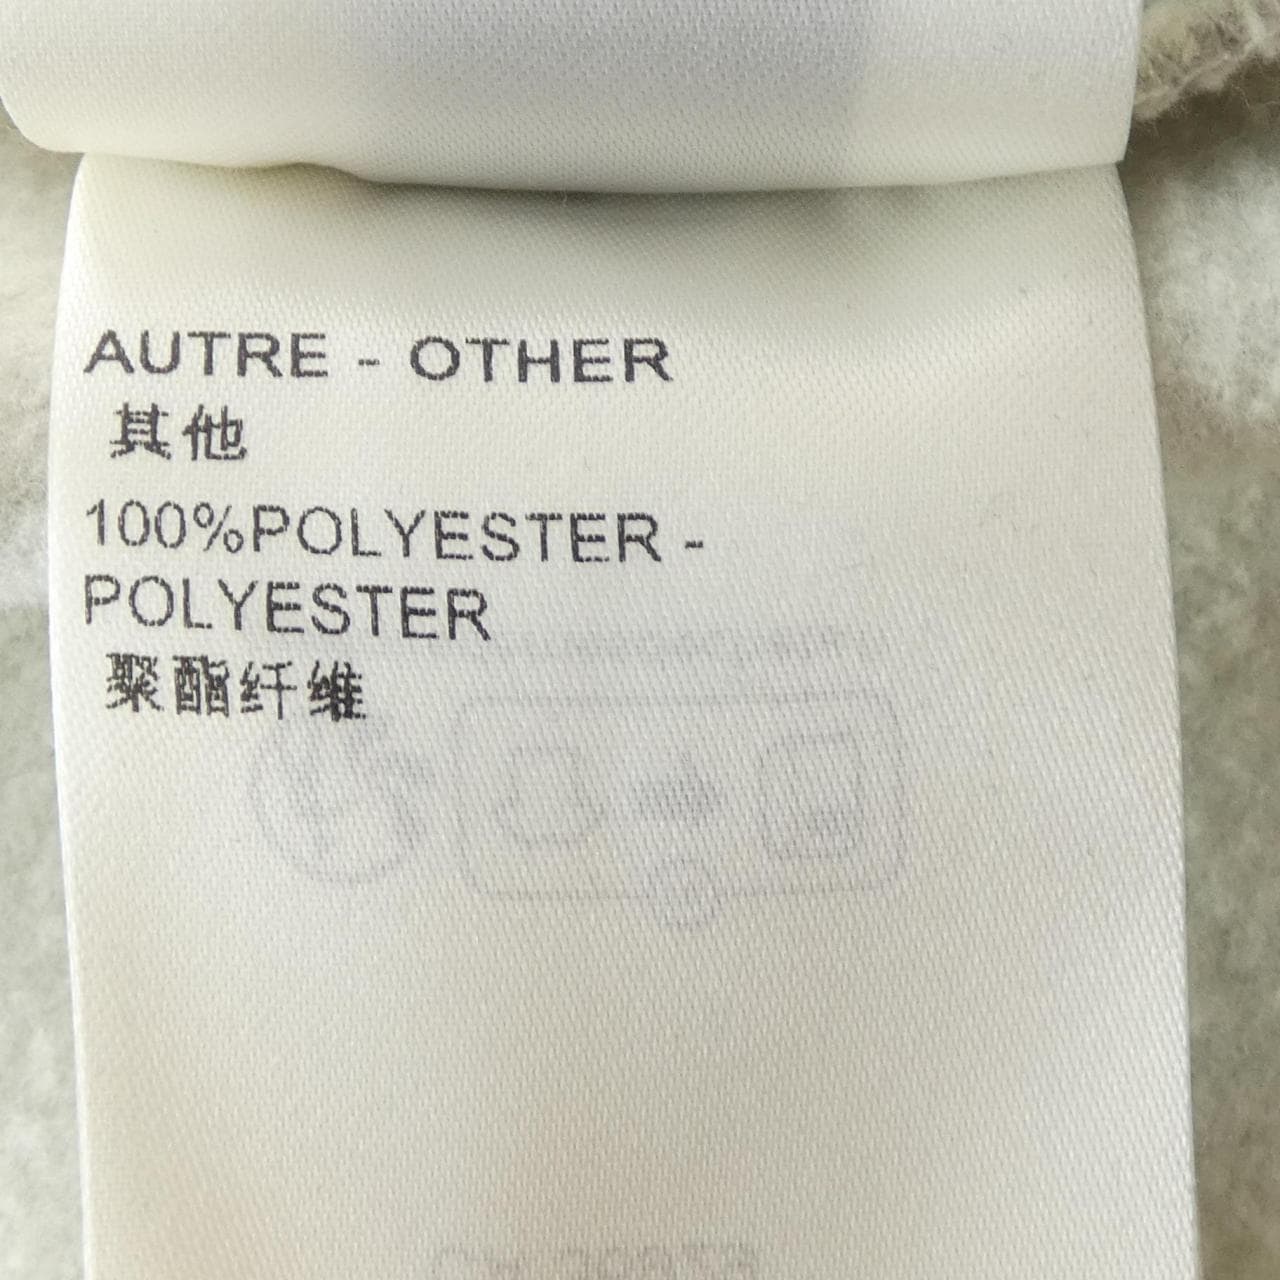 AUTRE - OTHER
其他
100%POLYESTER -
POLYESTER
聚酯纤维